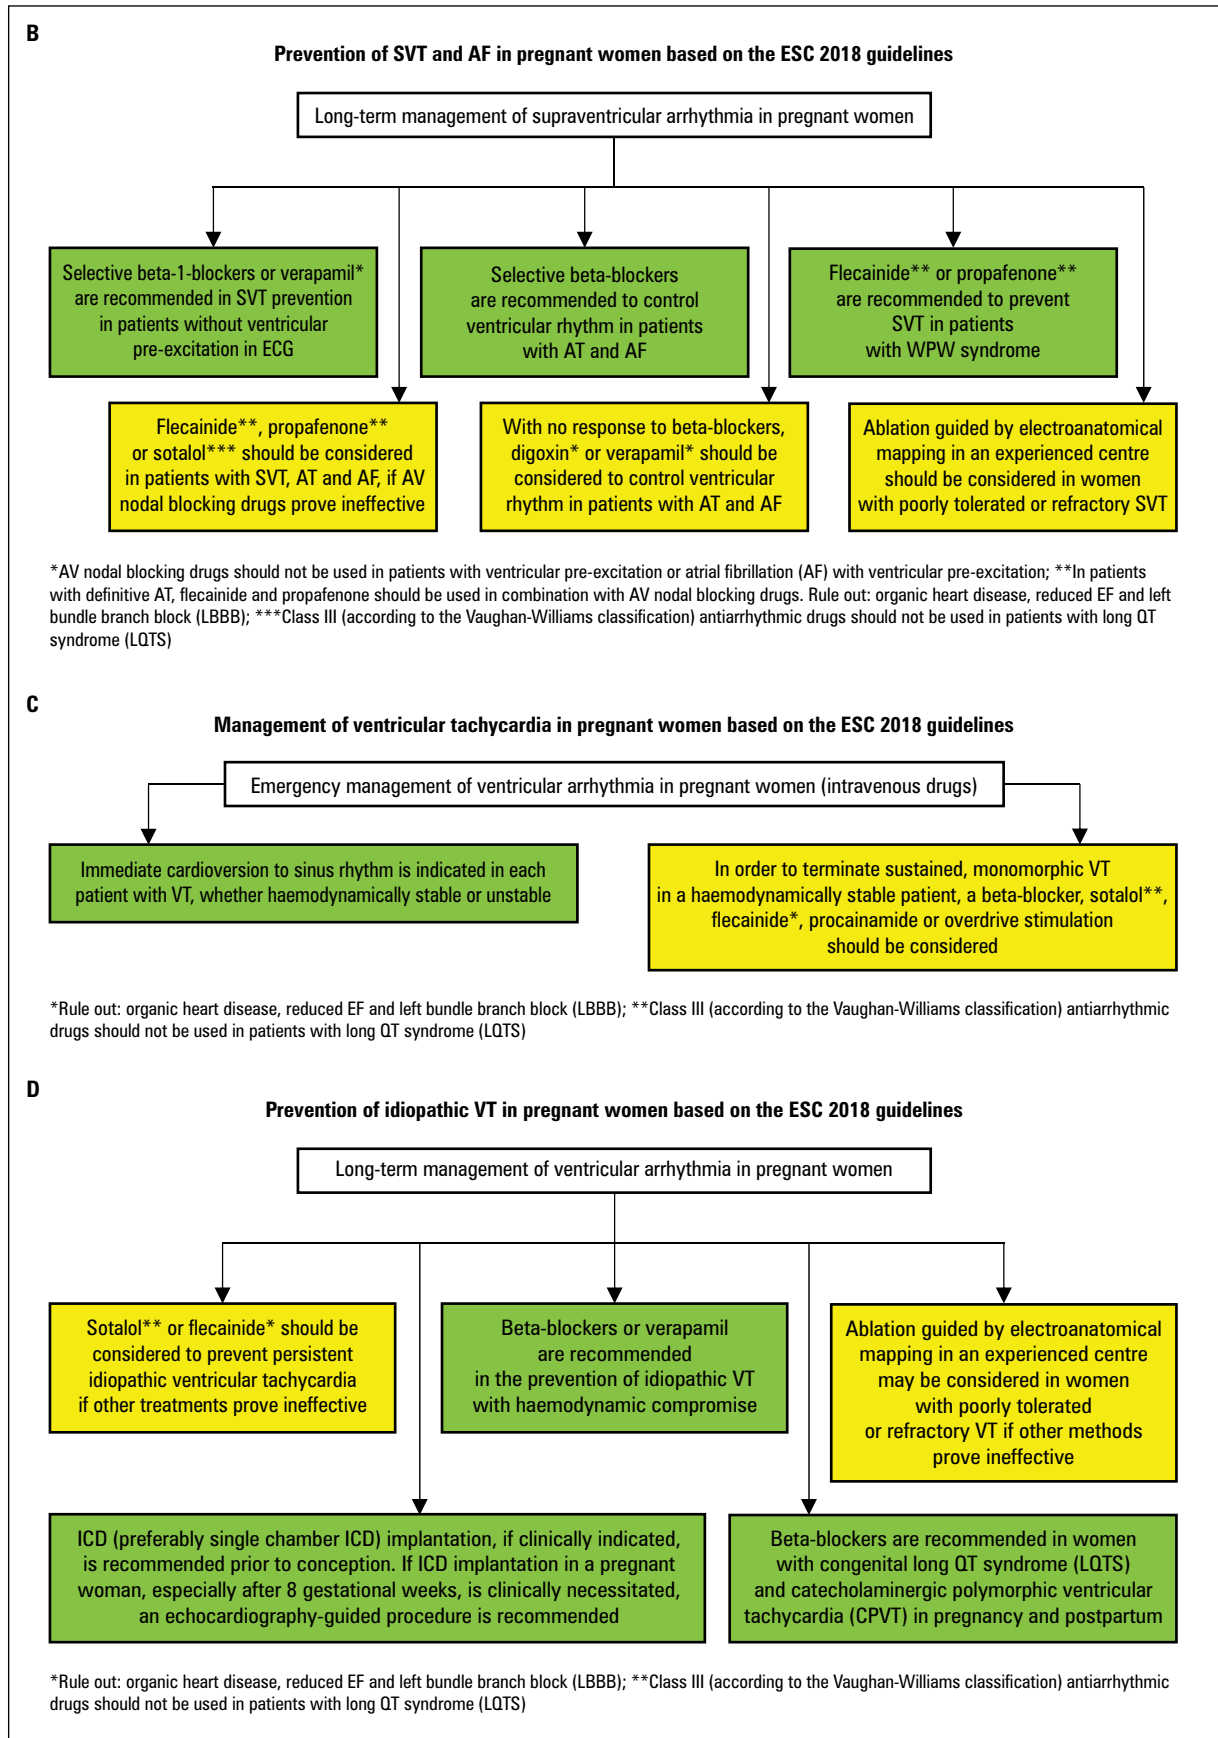 B
Prevention of SVT and AF in pregnant women based on the ESC 2018 guidelines
Long-term management of supraventricular arrhythmia in pregnant women
Selective beta-1-blockers or verapamil*
are recommended in SVT prevention
in patients without ventricular
pre-excitation in ECG
Selective beta-blockers
are recommended to control
ventricular rhythm in patients
with AT and AF
Flecainide** or propafenone**
are recommended to prevent
SVT in patients
with WPW syndrome
Flecainide**, propafenone**
or sotalol*** should be considered
in patients with SVT, AT and AF, if AV
nodal blocking drugs prove ineffective
With no response to beta-blockers,
digoxin* or verapamil* should be
considered to control ventricular
rhythm in patients with AT and AF
Ablation guided by electroanatomical
mapping in an experienced centre
should be considered in women
with poorly tolerated or refractory SVT
*AV nodal blocking drugs should not be used in patients with ventricular pre-excitation or atrial fibrillation (AF) with ventricular pre-excitation; **In patients
with definitive AT, flecainide and propafenone should be used in combination with AV nodal blocking drugs. Rule out: organic heart disease, reduced EF and left
bundle branch block (LBBB); ***Class III (according to the Vaughan-Williams classification) antiarrhythmic drugs should not be used in patients with long QT
syndrome (LQTS)
C
Management of ventricular tachycardia in pregnant women based on the ESC 2018 guidelines
Emergency management of ventricular arrhythmia in pregnant women (intravenous drugs)
Immediate cardioversion to sinus rhythm is indicated in each
patient with VT, whether haemodynamically stable or unstable
In order to terminate sustained, monomorphic VT
in a haemodynamically stable patient, a beta-blocker, sotalol**,
flecainide*, procainamide or overdrive stimulation
should be considered
*Rule out: organic heart disease, reduced EF and left bundle branch block (LBBB); **Class III (according to the Vaughan-Williams classification) antiarrhythmic
drugs should not be used in patients with long QT syndrome (LQTS)
D
Prevention of idiopathic VT in pregnant women based on the ESC 2018 guidelines
Long-term management of ventricular arrhythmia in pregnant women
Sotalol** or flecainide* should be
considered to prevent persistent
idiopathic ventricular tachycardia
if other treatments prove ineffective
Beta-blockers or verapamil
are recommended
in the prevention of idiopathic VT
with haemodynamic compromise
Ablation guided by electroanatomical
mapping in an experienced centre
may be considered in women
with poorly tolerated
or refractory VT if other methods
prove ineffective
ICD (preferably single chamber ICD) implantation, if clinically indicated,
is recommended prior to conception. If ICD implantation in a pregnant
woman, especially after 8 gestational weeks, is clinically necessitated,
an echocardiography-guided procedure is recommended
Beta-blockers are recommended in women
with congenital long QT syndrome (LQTS)
and catecholaminergic polymorphic ventricular
tachycardia (CPVT) in pregnancy and postpartum
*Rule out: organic heart disease, reduced EF and left bundle branch block (LBBB); **Class III (according to the Vaughan-Williams classification) antiarrhythmic
drugs should not be used in patients with long QT syndrome (LQTS)